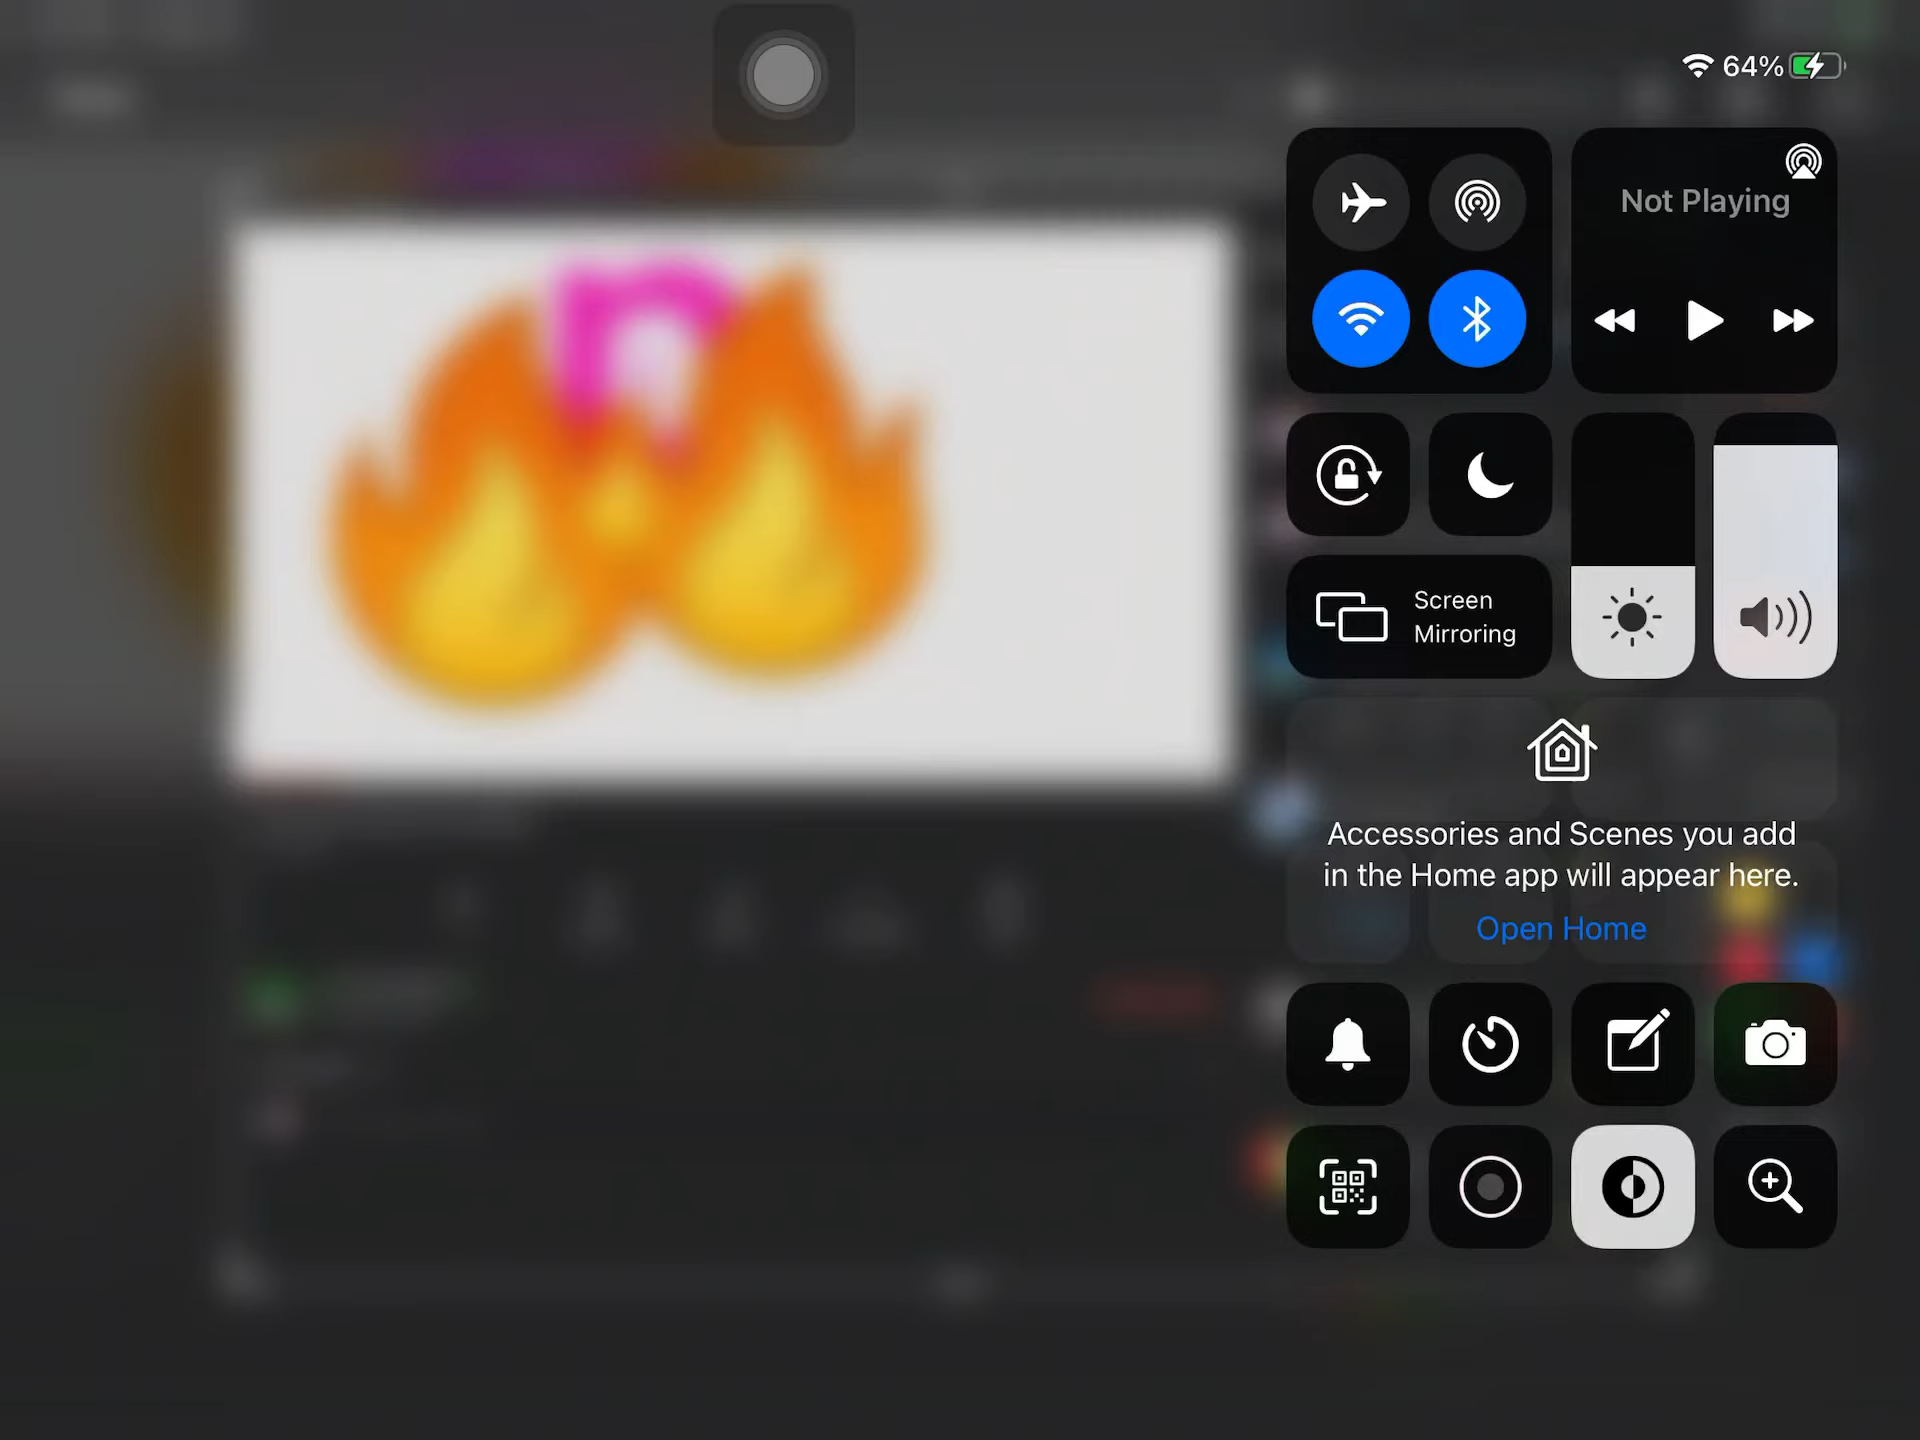 64%
Not Playing
Screen
Mirroring
Accessories and Scenes you add
in the Home app will appear here.
Open Home